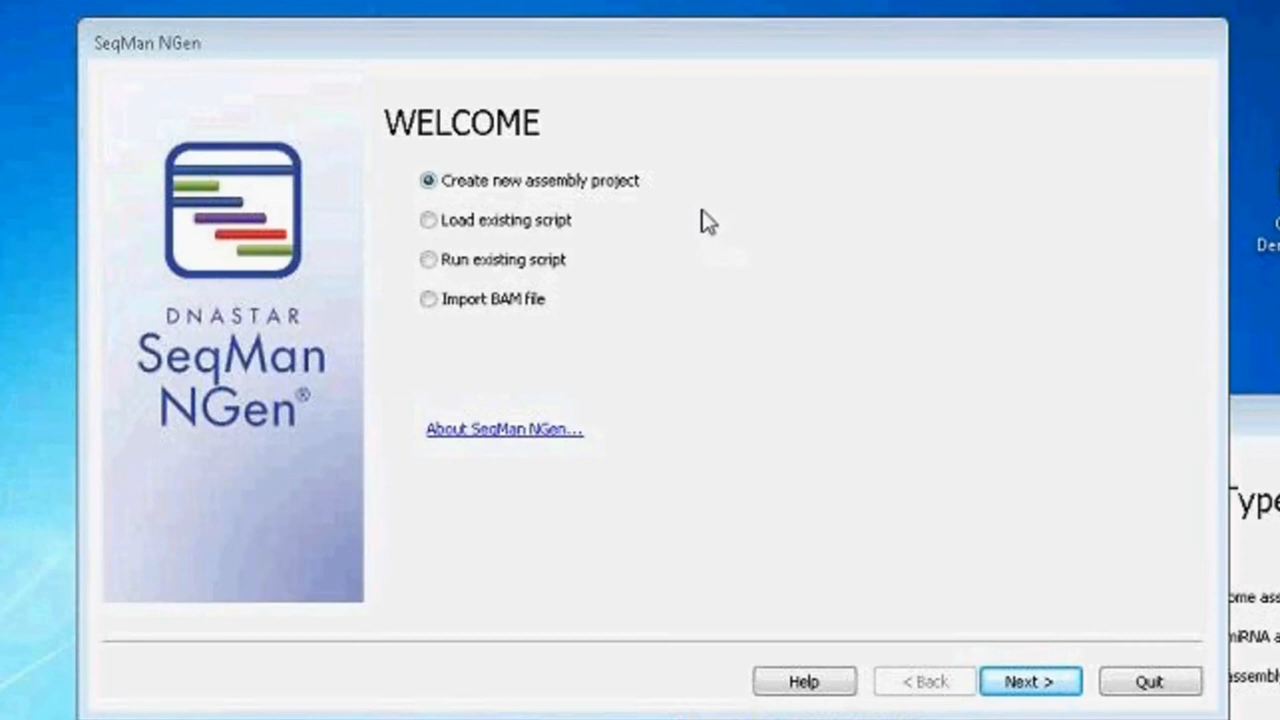 SeqMan NGen
WELCOME
Create new assembly project
Load existing script
Run existing script
Import BAM file
About SeqMan NGen...
DNASTAR
SeqMan
NGen®
Help
< Back
Next >
Quit
Type